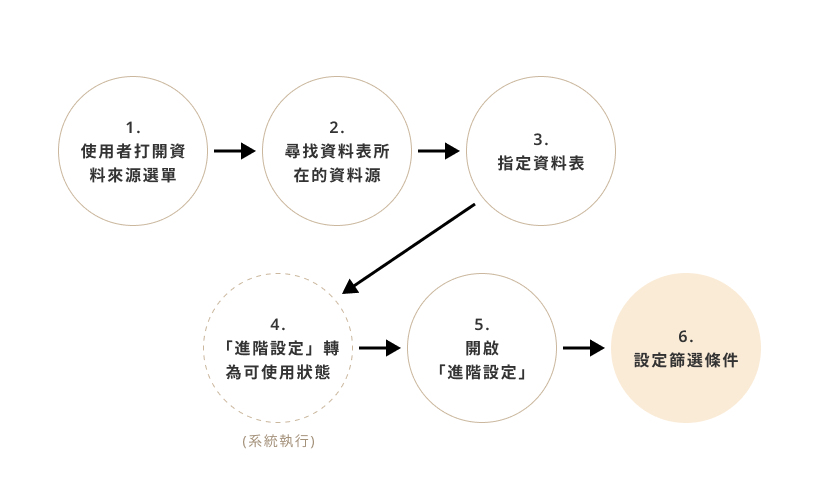 1.
使用者打開資
料來源選單
2.
尋找資料表所
在的資料源
3.
指定資料表
4.
「進階設定」轉
為可使用狀態
(系統執行)
5.
開啟
「進階設定」
6.
設定篩選條件